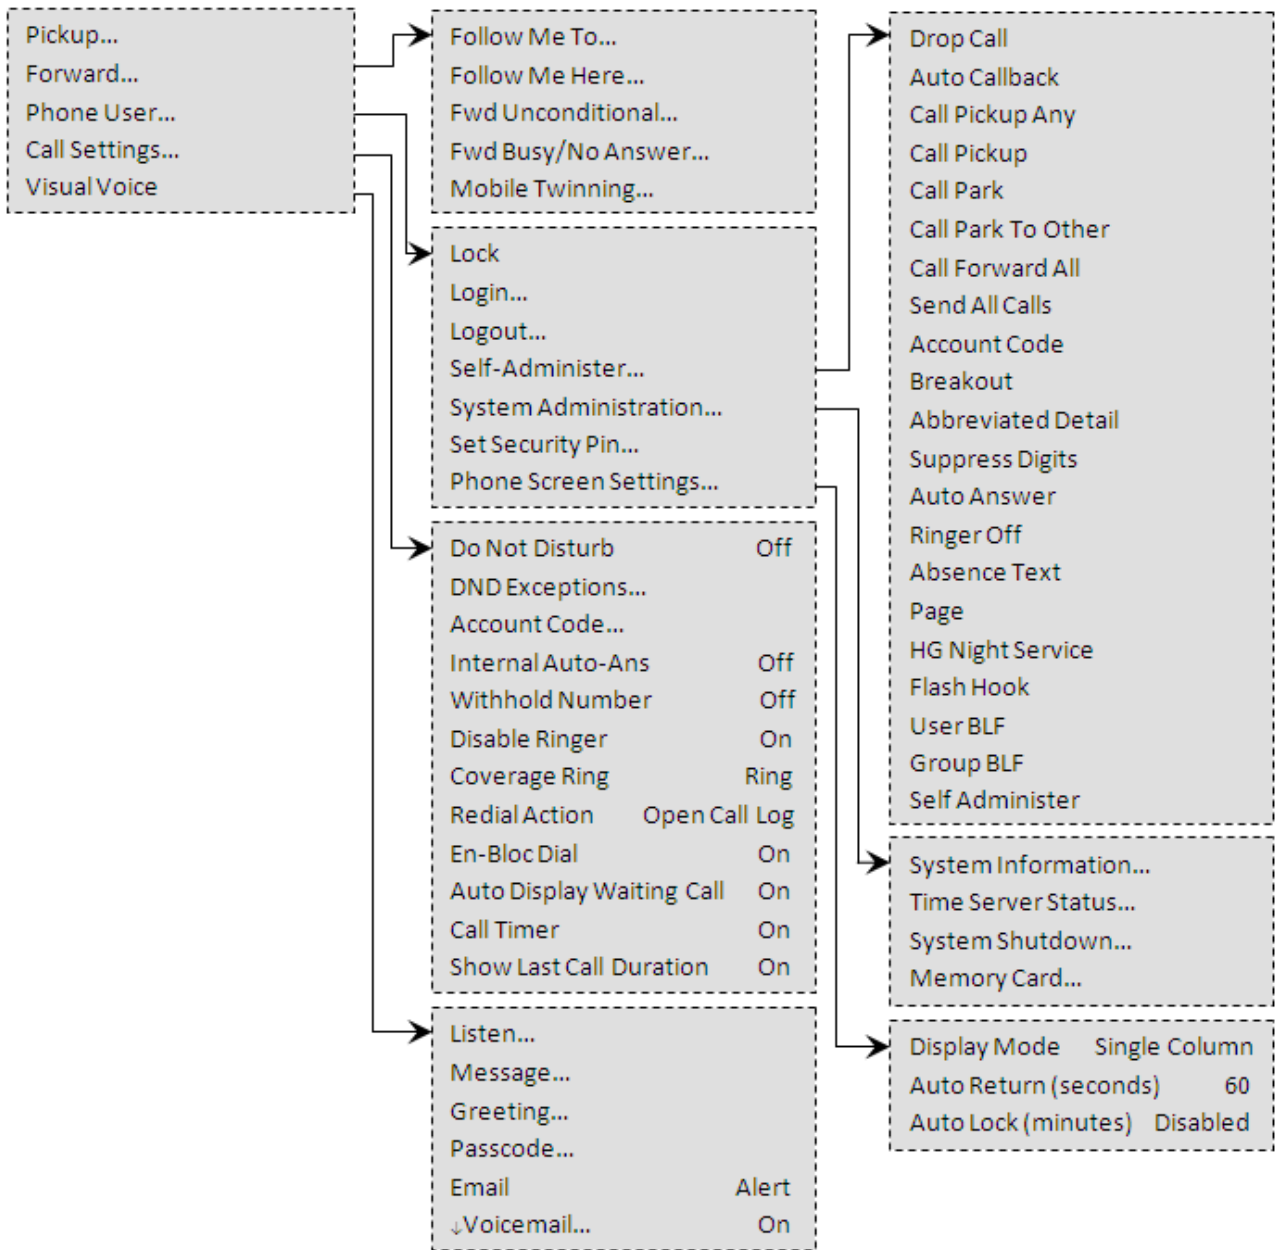 Pickup...
Forward...
Phone User...
Call Settings...
Visual Voice
Follow Me To...
Follow Me Here...
Fwd Unconditional...
Fwd Busy/No Answer...
Mobile Twinning...
Lock
Login...
Logout...
Self-Administer...
System Administration...
Set Security Pin...
Phone Screen Settings...
Do Not Disturb Off
DND Exceptions...
Account Code...
Internal Auto-Ans Off
Withhold Number Off
Disable Ringer On
Coverage Ring Ring
Redial Action Open Call Log
En-Bloc Dial On
Auto Display Waiting Call On
Call Timer On
Show Last Call Duration On
Listen...
Message...
Greeting...
Passcode...
Email Alert
↓Voicemail... On
Drop Call
Auto Callback
Call Pickup Any
Call Pickup
Call Park
Call Park To Other
Call Forward All
Send All Calls
Account Code
Breakout
Abbreviated Detail
Suppress Digits
Auto Answer
Ringer Off
Absence Text
Page
HG Night Service
Flash Hook
User BLF
Group BLF
Self Administer
System Information...
Time Server Status...
System Shutdown...
Memory Card...
Display Mode Single Column
Auto Return (seconds) 60
Auto Lock (minutes) Disabled